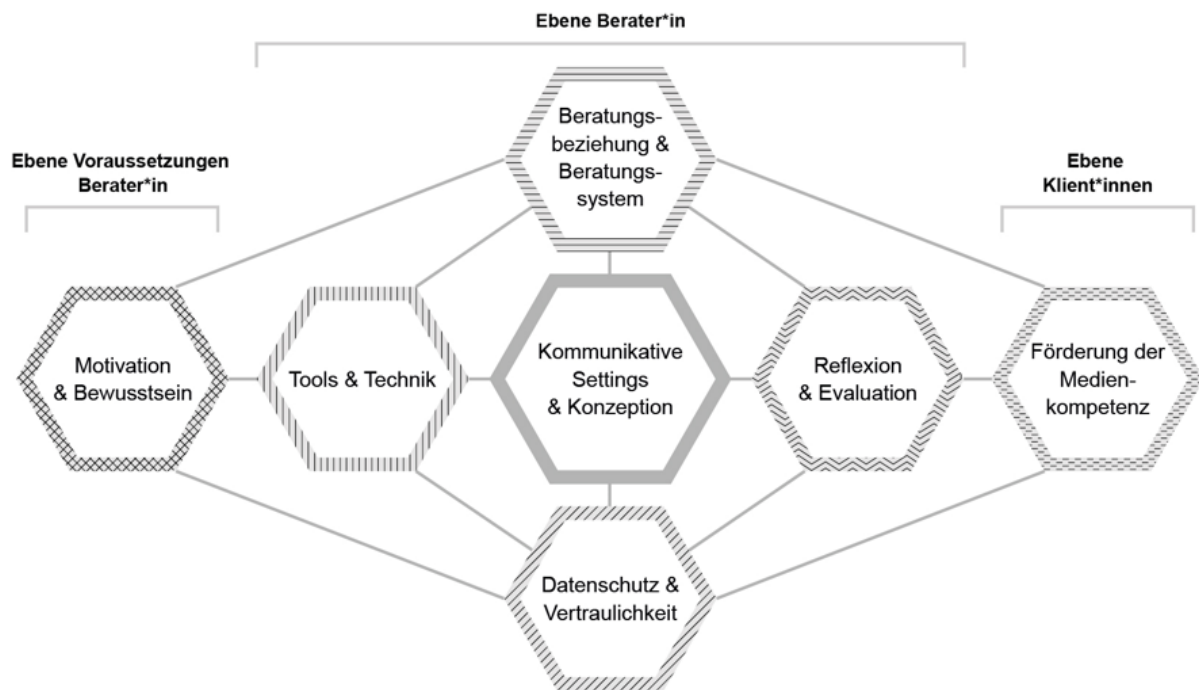 Ebene Berater*in
Beratungs-
beziehung &
Beratungs-
system
Ebene Voraussetzungen
Berater*in
Ebene
Klient*innen
Motivation
& Bewusstsein
Tools & Technik
Kommunikative
Settings
& Konzeption
Reflexion
& Evaluation
Förderung der
Medien-
kompetenz
Datenschutz &
Vertraulichkeit